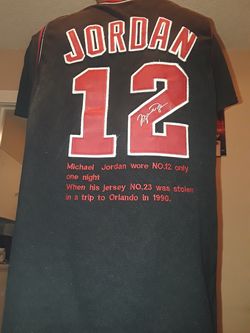 JORDAN
12
Michael Jordan wore NO.12 only
one night
When his jersey NO.23 was stolen
in a trip to Orlando in 1990.